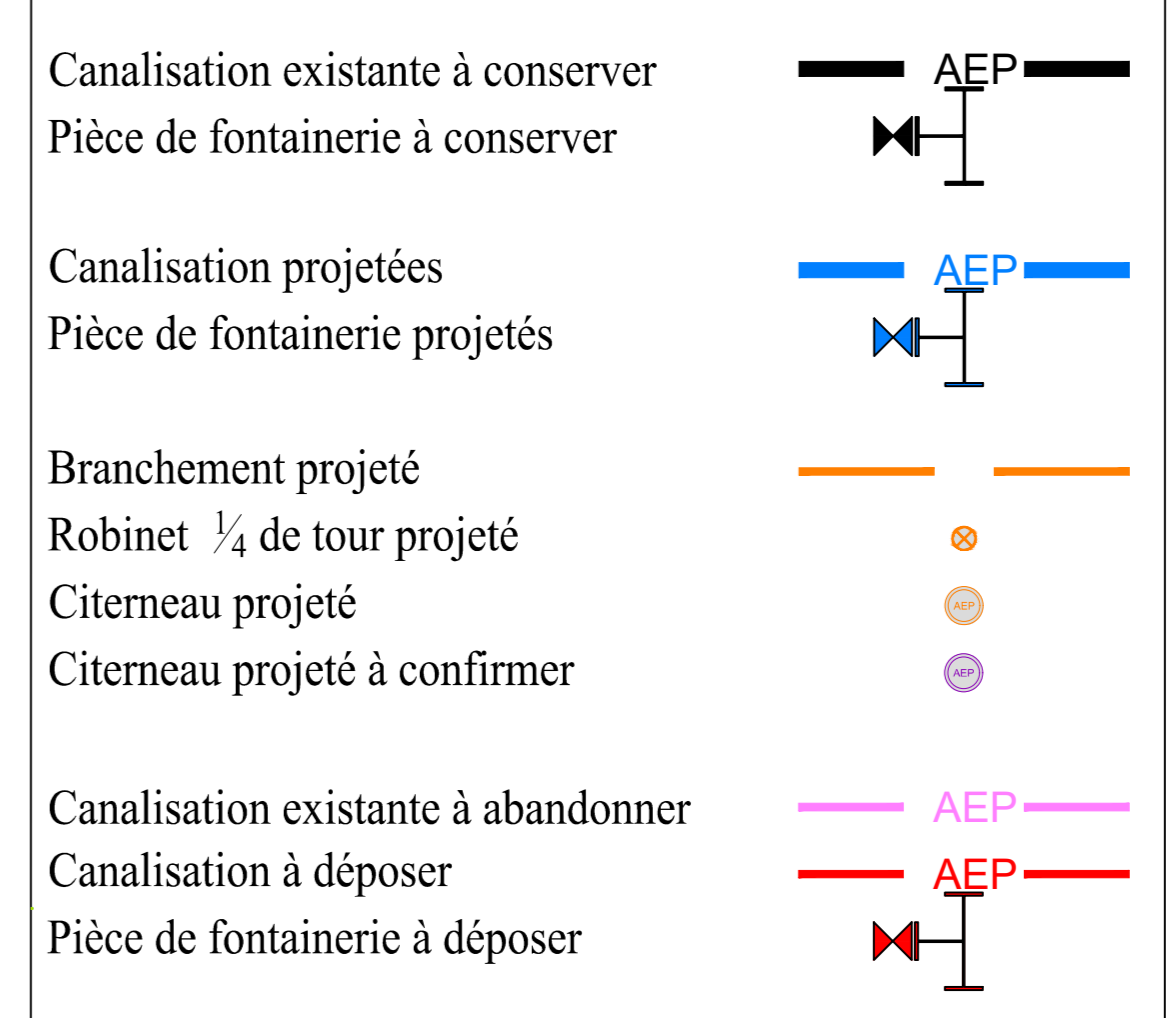 Canalisation existante à conserver AEP
Pièce de fontainerie à conserver
Canalisation projetées AEP
Pièce de fontainerie projetés
Branchement projeté
Robinet ¼ de tour projeté
Citerneau projeté AEP
Citerneau projeté à confirmer AEP
Canalisation existante à abandonner AEP
Canalisation à déposer AEP
Pièce de fontainerie à déposer